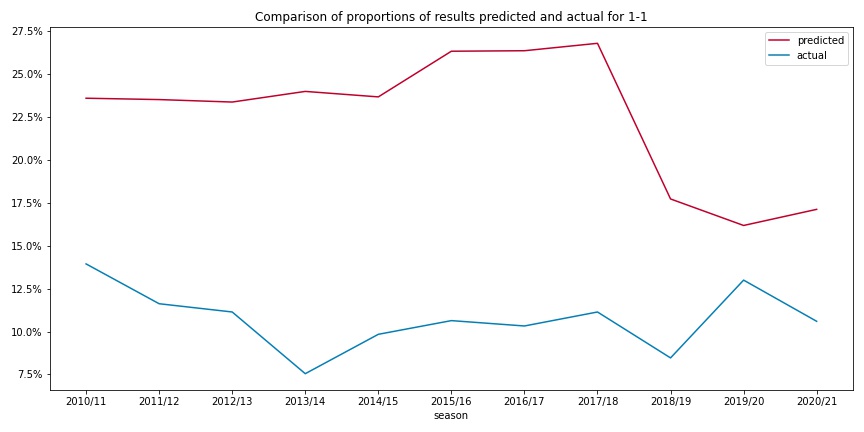 Comparison of proportions of results predicted and actual for 1-1
27.5%
25.0%
22.5%
20.0%
17.5%
15.0%
12.5%
10.0%
7.5%
predicted
actual
2010/11 2011/12 2012/13 2013/14 2014/15 2015/16 2016/17 2017/18 2018/19 2019/20 2020/21
season